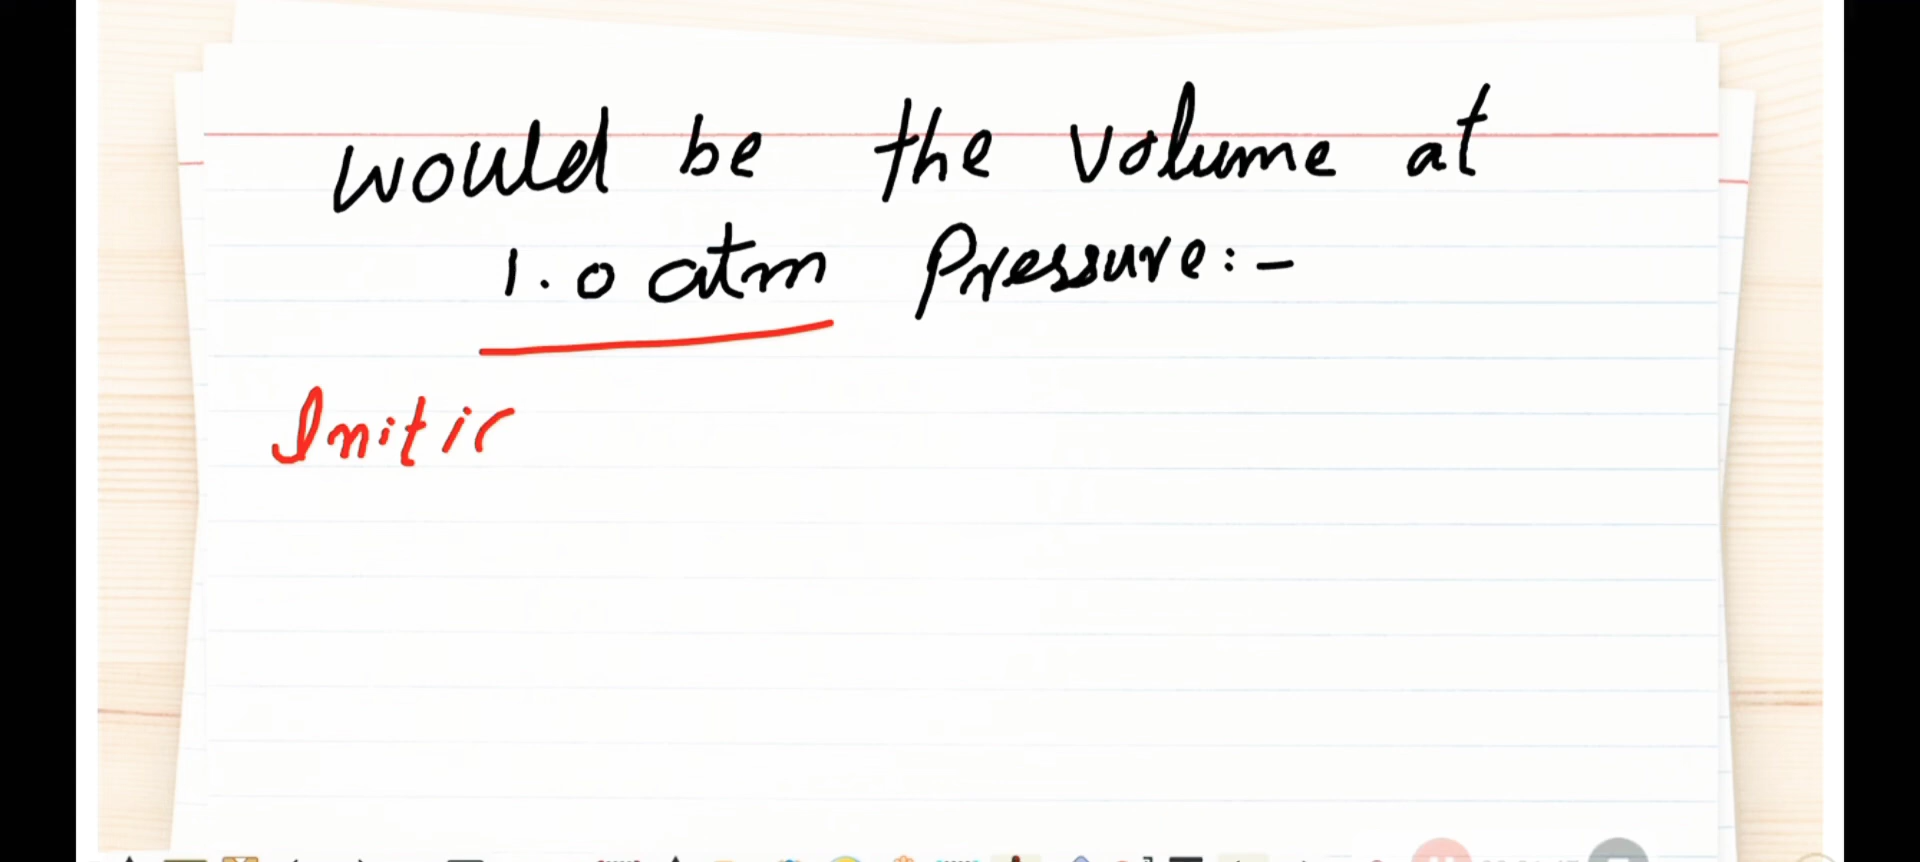 would be the volume at
1.0 atm Pressure:-
Initi